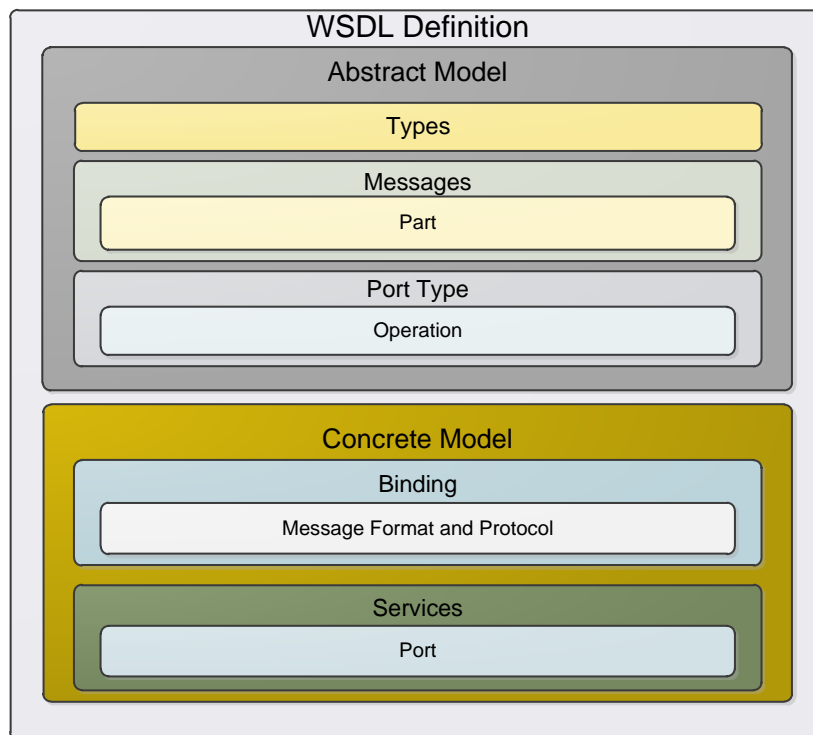 WSDL Definition
Abstract Model
Types
Messages
Part
Port Type
Operation
Concrete Model
Binding
Message Format and Protocol
Services
Port